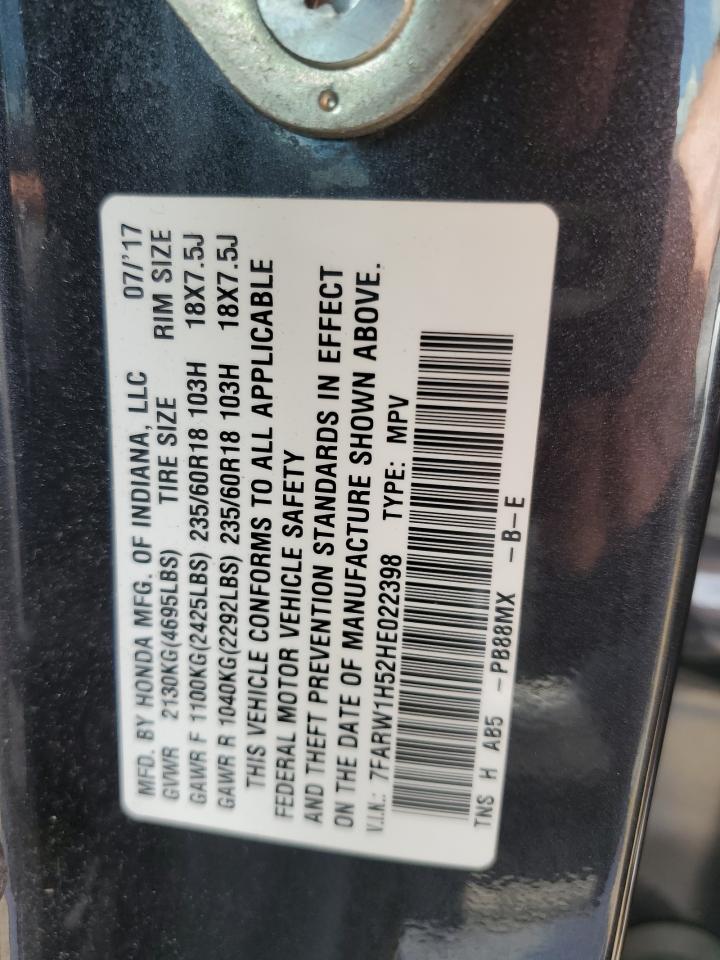 MFD. BY HONDA MFG. OF INDIANA, LLC 07/'17
GVWR 2130KG(4695LBS) TIRE SIZE RIM SIZE
GAWR F 1100KG(2425LBS) 235/60R18 103H 18X7.5J
GAWR R 1040KG(2292LBS) 235/60R18 103H 18X7.5J
THIS VEHICLE CONFORMS TO ALL APPLICABLE
FEDERAL MOTOR VEHICLE SAFETY
AND THEFT PREVENTION STANDARDS IN EFFECT
ON THE DATE OF MANUFACTURE SHOWN ABOVE.
V.I.N.: 7FARW1H52HE022398 TYPE: MPV
TNS H AB5 -PB88MX -B-E